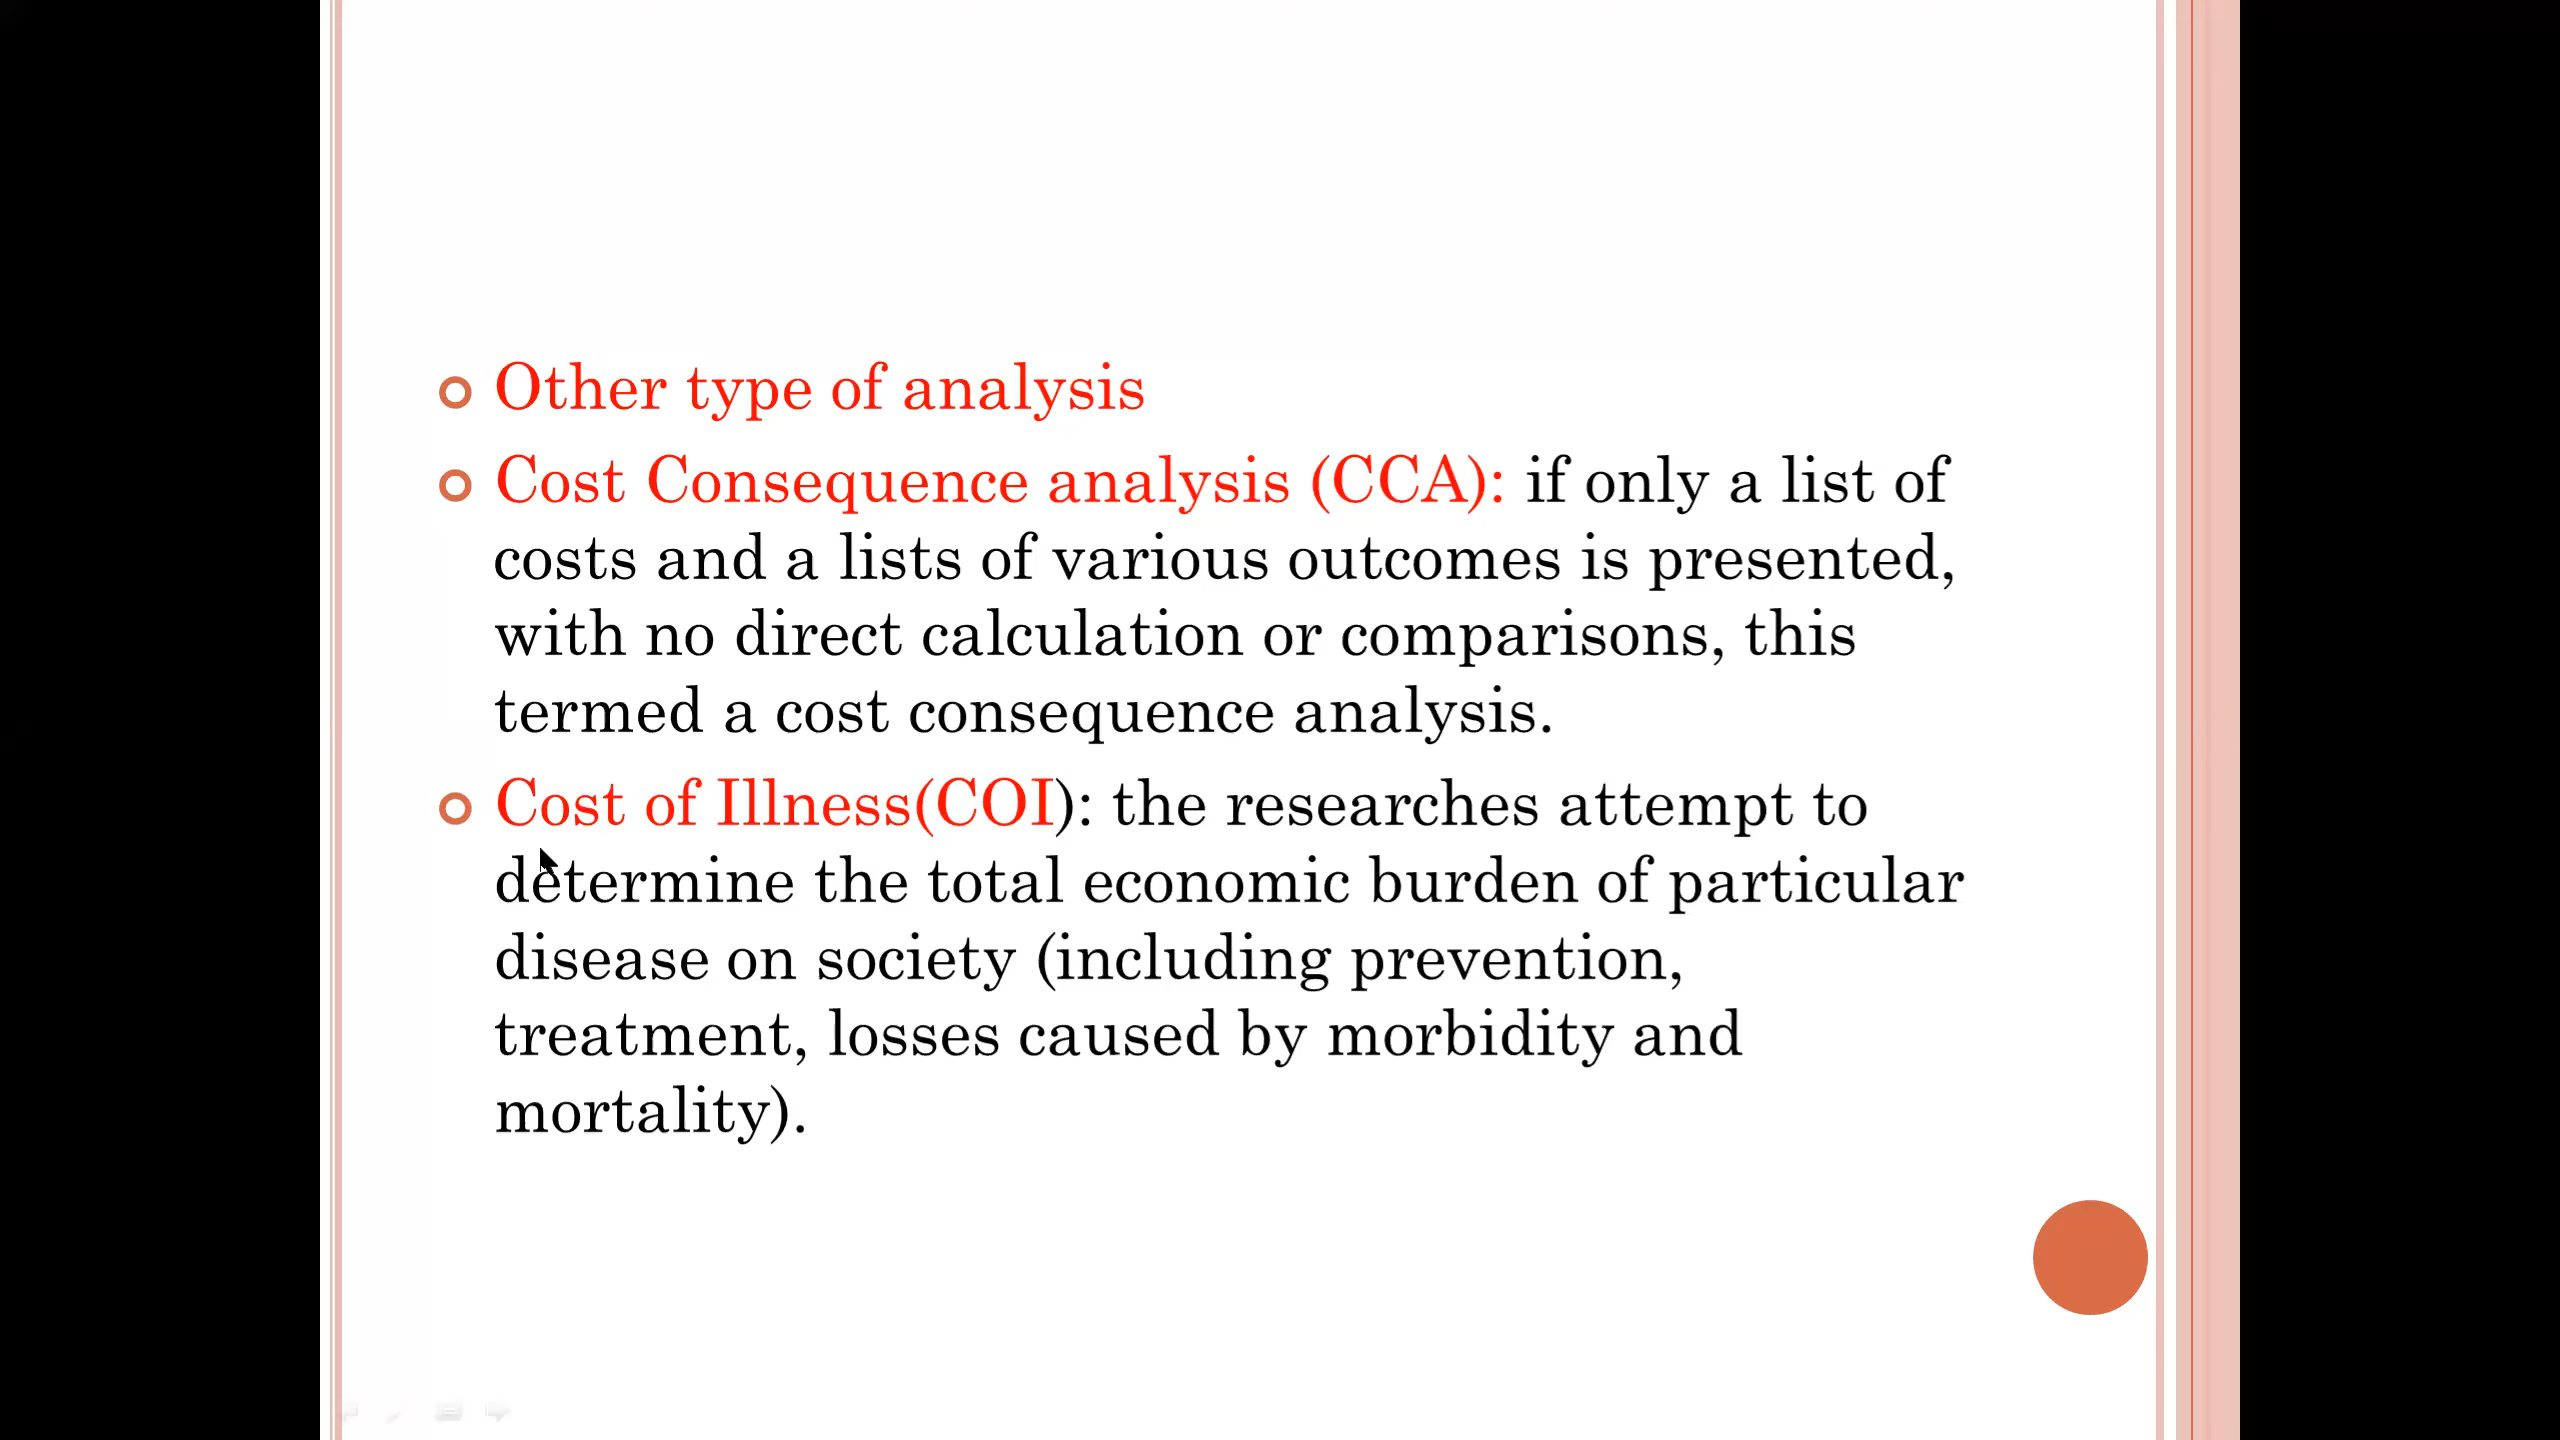 Other type of analysis
Cost Consequence analysis (CCA): if only a list of
costs and a lists of various outcomes is presented,
with no direct calculation or comparisons, this
termed a cost consequence analysis.
Cost of Illness(COI): the researches attempt to
determine the total economic burden of particular
disease on society (including prevention,
treatment, losses caused by morbidity and
mortality).